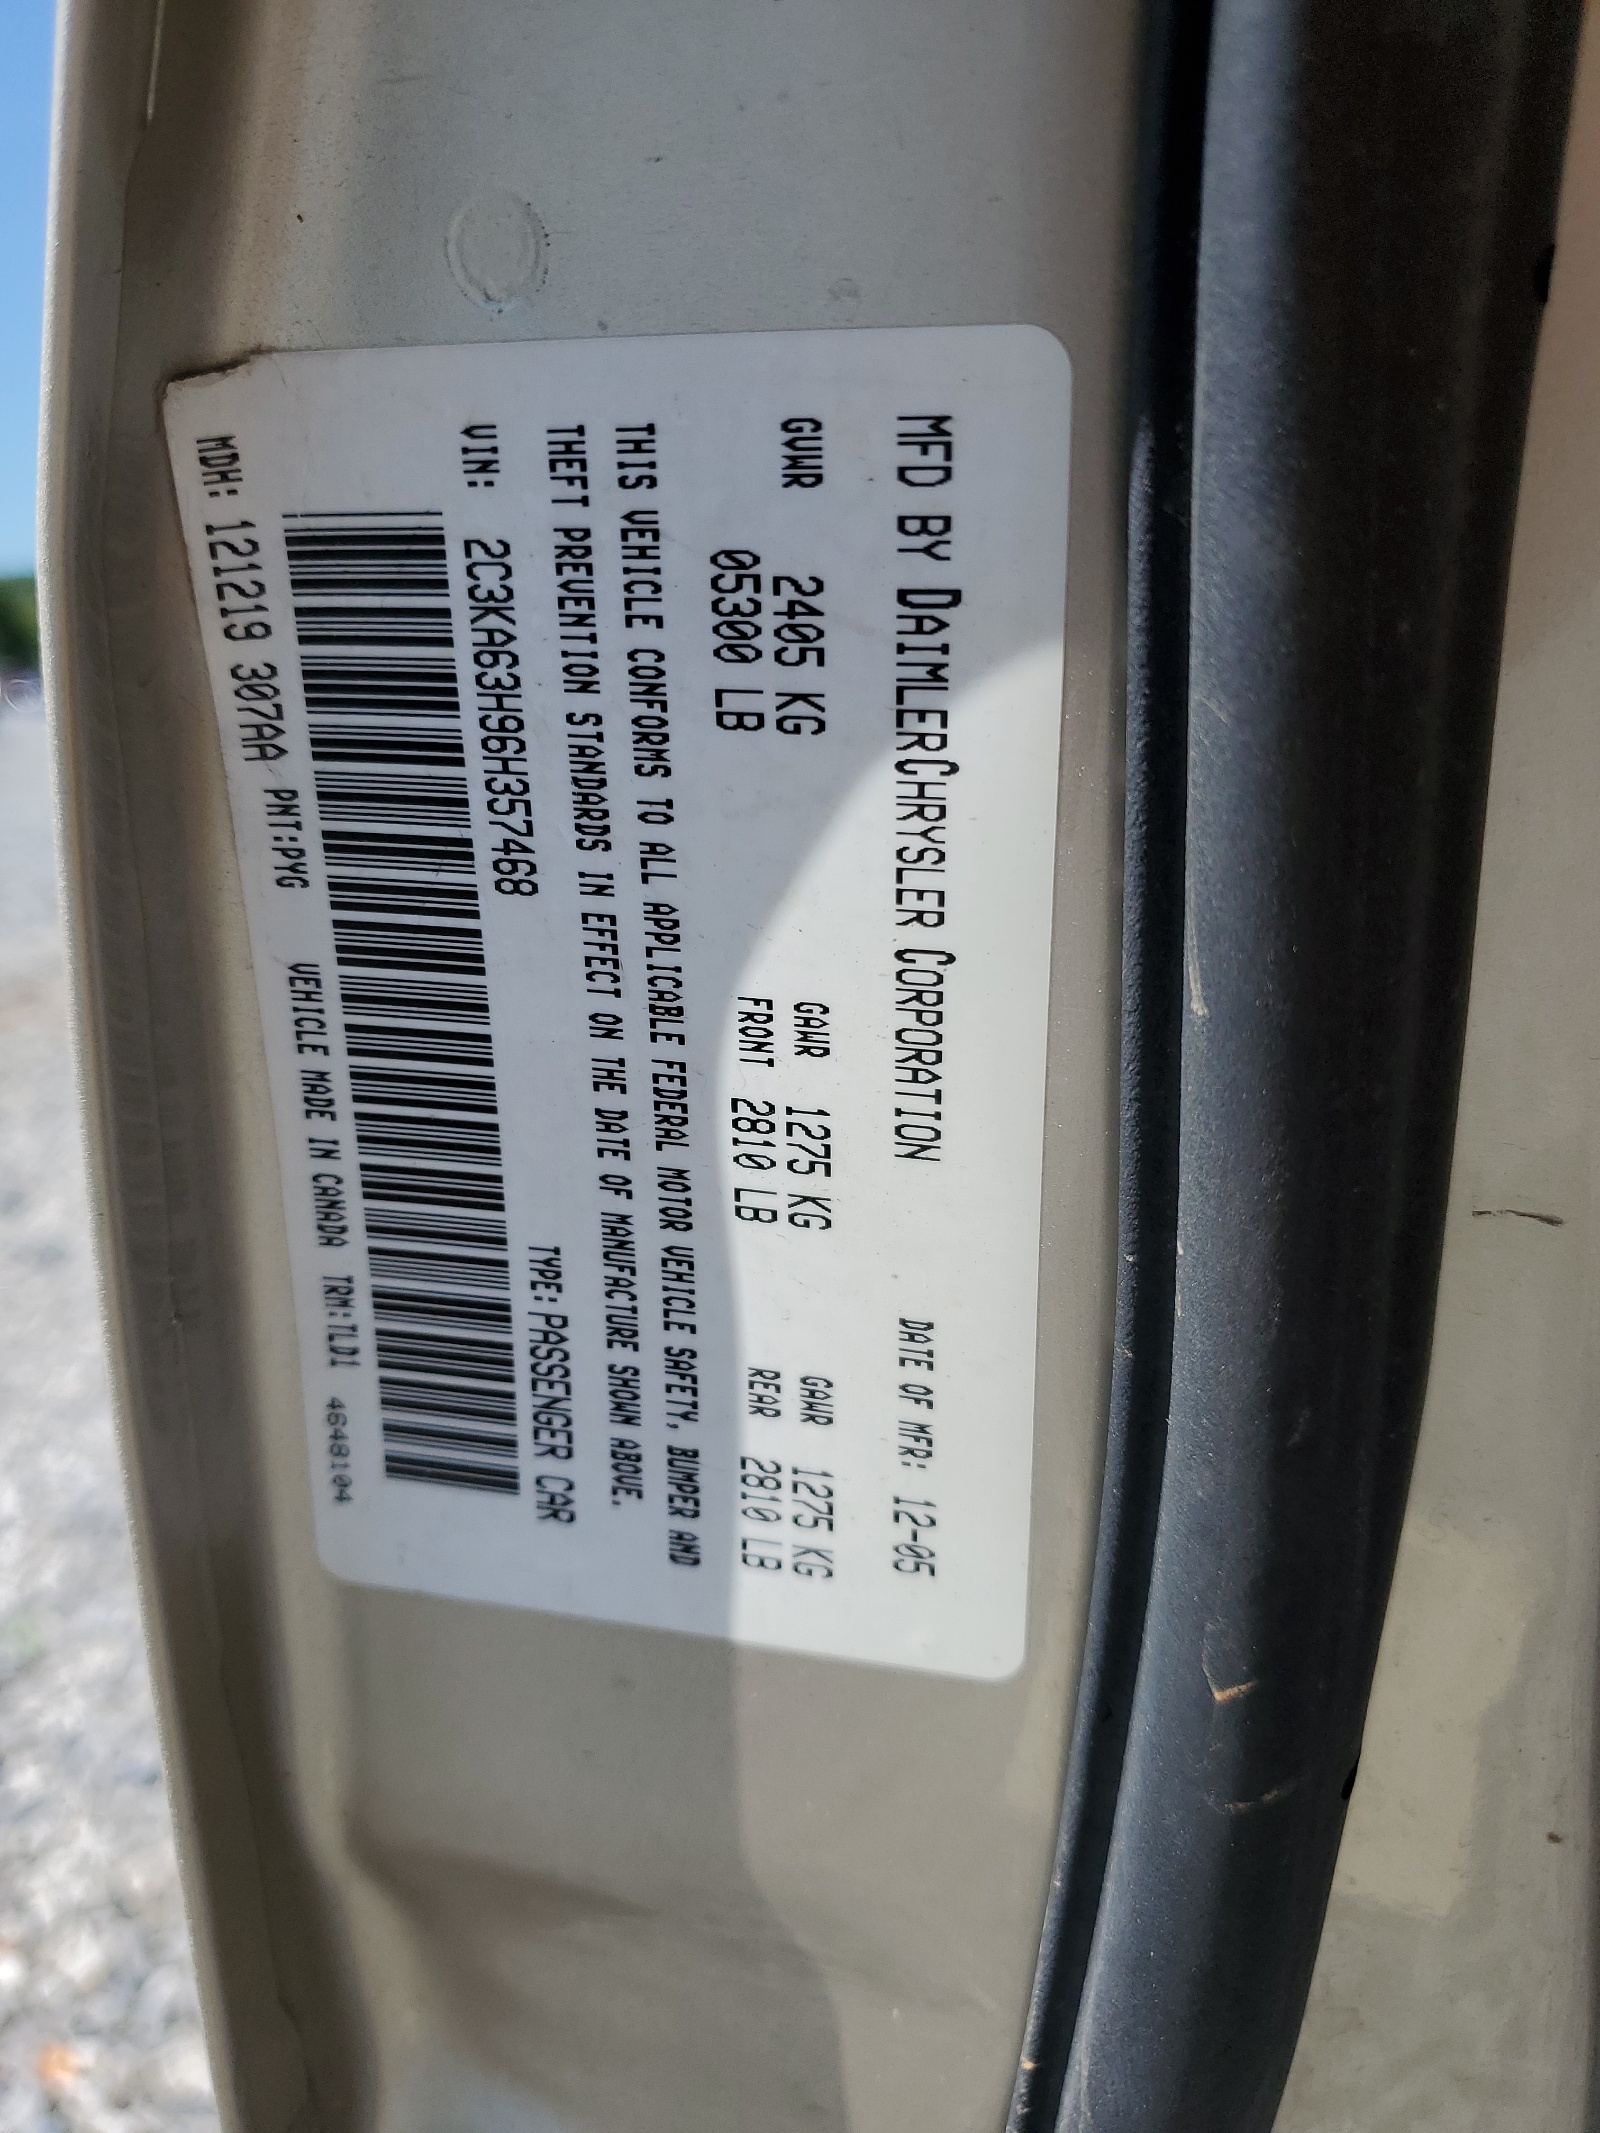 MFD BY DAIMLERCHRYSLER CORPORATION DATE OF MFR: 12-05
GVWR 2405 KG GAWR 1275 KG GAWR 1275 KG
05300 LB FRONT 2810 LB REAR 2810 LB
THIS VEHICLE CONFORMS TO ALL APPLICABLE FEDERAL MOTOR VEHICLE SAFETY, BUMPER AND
THEFT PREVENTION STANDARDS IN EFFECT ON THE DATE OF MANUFACTURE SHOWN ABOVE.
VIN: 2C3KA63H96H357468 TYPE: PASSENGER CAR
MDH: 121219 307AA PNT:PYG VEHICLE MADE IN CANADA TRM:TLD1 4648104